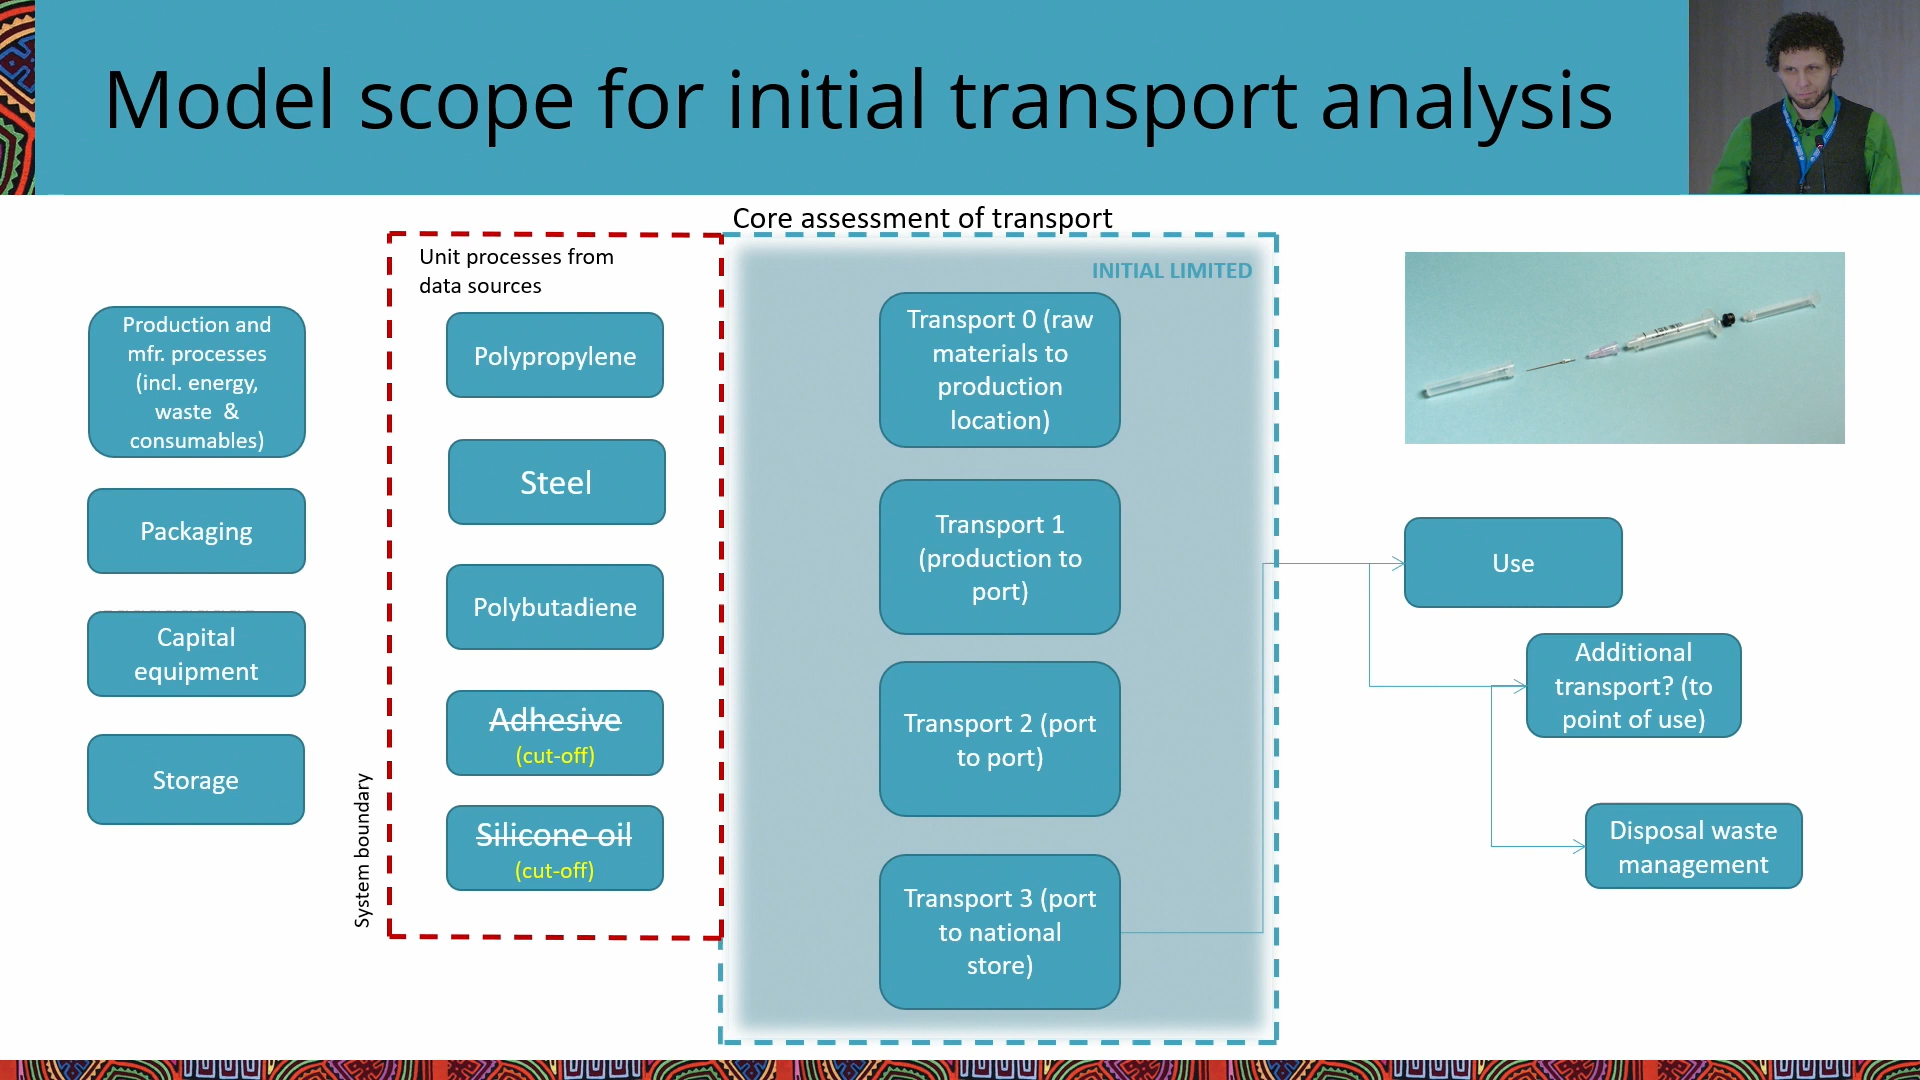 Model scope for initial transport analysis
Core assessment of transport
Production and
mfr. processes
(incl. energy,
waste &
consumables)
Packaging
Capital
equipment
Storage
System boundary
Unit processes from
data sources
Polypropylene
Steel
Polybutadiene
Adhesive
(cut-off)
Silicone oil
(cut-off)
INITIAL LIMITED
Transport 0 (raw
materials to
production
location)
Transport 1
(production to
port)
Transport 2 (port
to port)
Transport 3 (port
to national
store)
Use
Additional
transport? (to
point of use)
Disposal waste
management